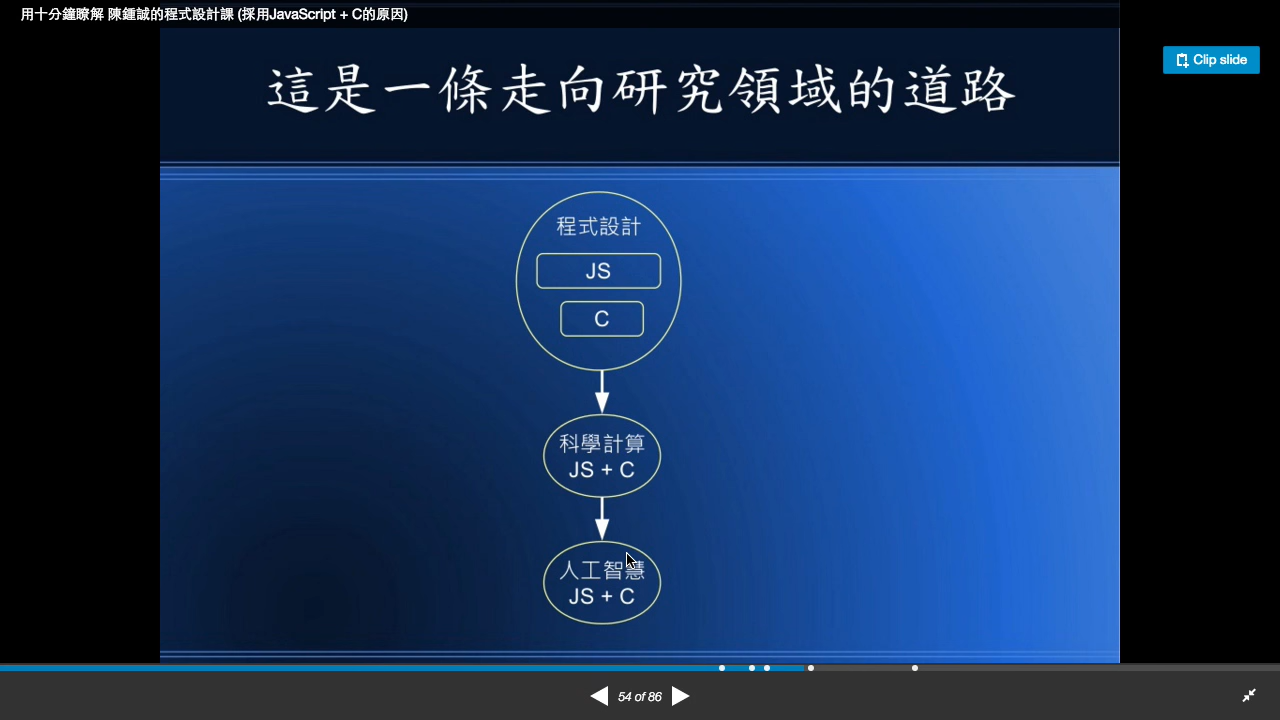 用十分鐘瞭解 陳鍾誠的程式設計課 (採用JavaScript + C的原因)
Clip slide
這是一條走向研究領域的道路
程式設計
JS
C
科學計算
JS + C
人工智慧
JS + C
54 of 86